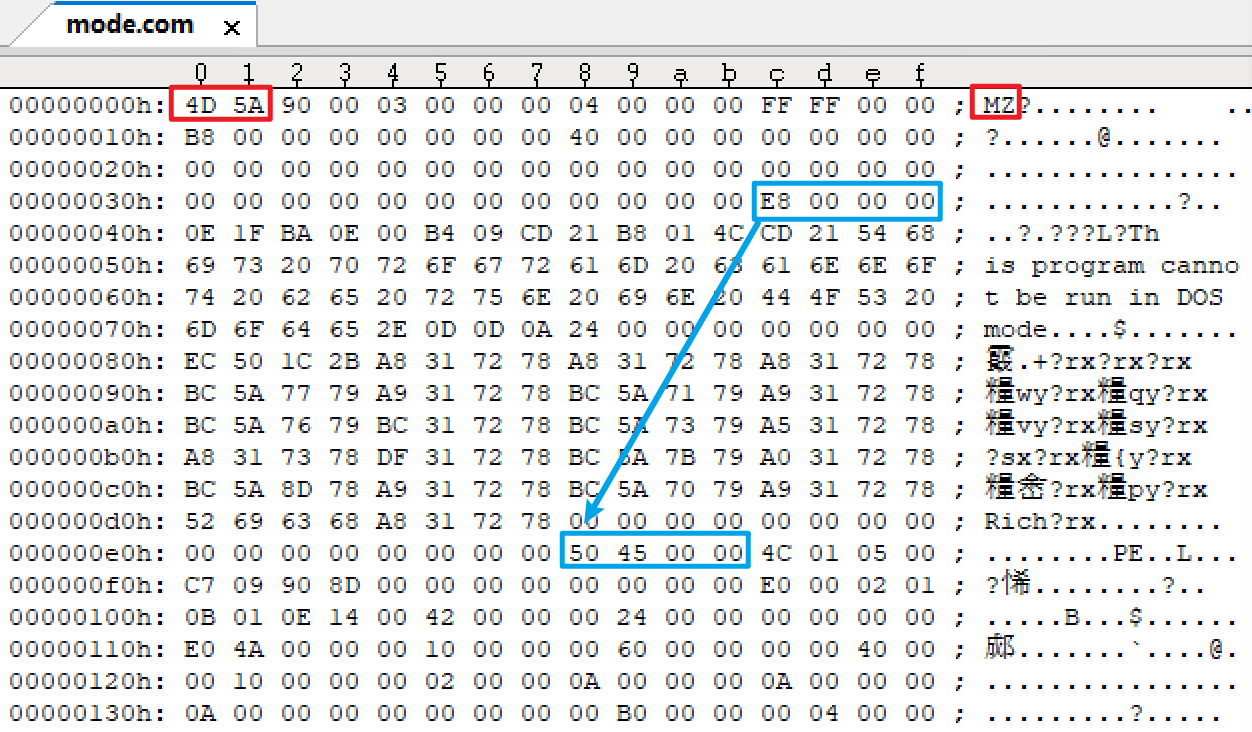 mode.com x
0 1 2 3 4 5 6 7 8 9 a b c d e f
00000000h: 4D 5A 90 00 03 00 00 00 04 00 00 00 FF FF 00 00 ; MZ?........ ..
00000010h: B8 00 00 00 00 00 00 00 40 00 00 00 00 00 00 00 ; ?......@.......
00000020h: 00 00 00 00 00 00 00 00 00 00 00 00 00 00 00 00 ; ................
00000030h: 00 00 00 00 00 00 00 00 00 00 00 00 E8 00 00 00 ; ............?..
00000040h: 0E 1F BA 0E 00 B4 09 CD 21 B8 01 4C CD 21 54 68 ; ..?.???L?Th
00000050h: 69 73 20 70 72 6F 67 72 61 6D 20 63 61 6E 6E 6F ; is program canno
00000060h: 74 20 62 65 20 72 75 6E 20 69 6E 20 44 4F 53 20 ; t be run in DOS
00000070h: 6D 6F 64 65 2E 0D 0D 0A 24 00 00 00 00 00 00 00 ; mode....$.......
00000080h: EC 50 1C 2B A8 31 72 78 A8 31 72 78 A8 31 72 78 ; .+?rx?rx?rx
00000090h: BC 5A 77 79 A9 31 72 78 BC 5A 71 79 A9 31 72 78 ; 糧wy?rx糧qy?rx
000000a0h: BC 5A 76 79 BC 31 72 78 BC 5A 73 79 A5 31 72 78 ; 糧vy?rx糧sy?rx
000000b0h: A8 31 73 78 DF 31 72 78 BC 5A 7B 79 A0 31 72 78 ; ?sx?rx糧{y?rx
000000c0h: BC 5A 8D 78 A9 31 72 78 BC 5A 70 79 A9 31 72 78 ; 糧?rx糧py?rx
000000d0h: 52 69 63 68 A8 31 72 78 00 00 00 00 00 00 00 00 ; Rich?rx........
000000e0h: 00 00 00 00 00 00 00 00 50 45 00 00 4C 01 05 00 ; ........PE..L...
000000f0h: C7 09 90 8D 00 00 00 00 00 00 00 00 E0 00 02 01 ; ?悕........?..
00000100h: 0B 01 0E 14 00 42 00 00 00 24 00 00 00 00 00 00 ; .....B...$......
00000110h: E0 4A 00 00 00 10 00 00 00 60 00 00 00 00 40 00 ; 郕.......`....@.
00000120h: 00 10 00 00 00 02 00 00 0A 00 00 00 0A 00 00 00 ; ................
00000130h: 0A 00 00 00 00 00 00 00 00 B0 00 00 00 04 00 00 ; .........?.....